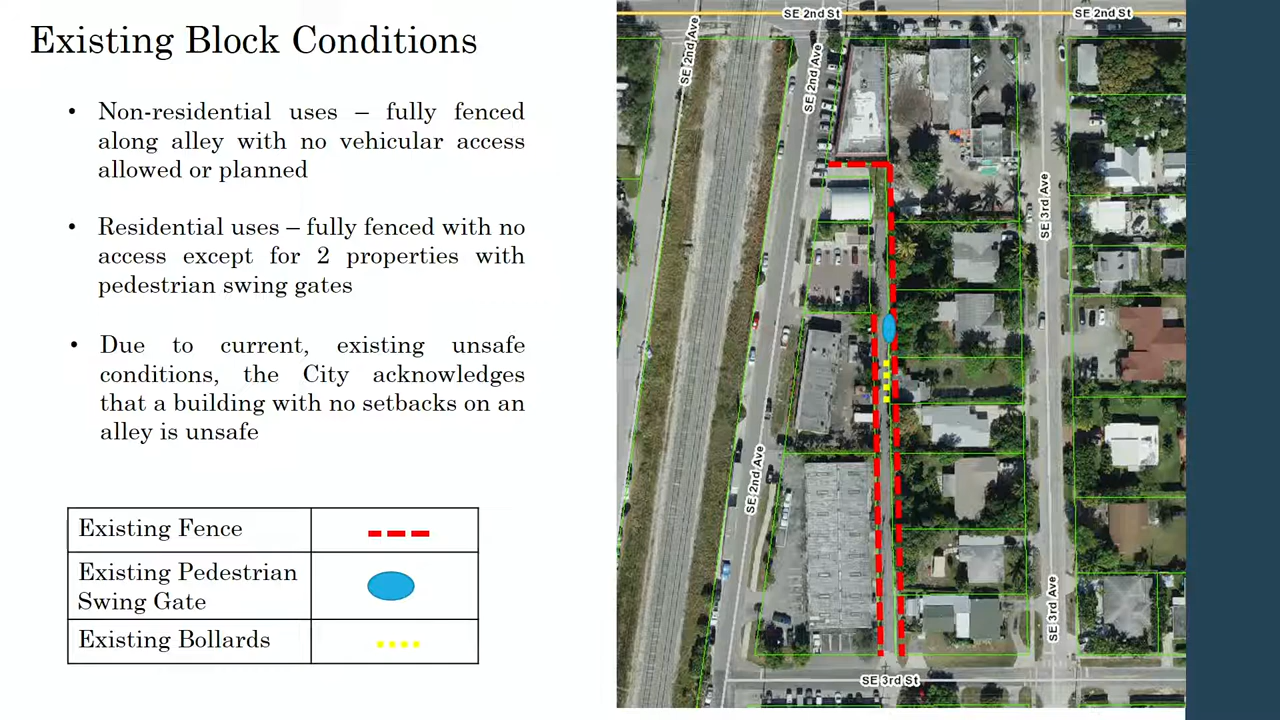 Existing Block Conditions
• Non-residential uses – fully fenced
along alley with no vehicular access
allowed or planned
• Residential uses – fully fenced with no
access except for 2 properties with
pedestrian swing gates
• Due to current, existing unsafe
conditions, the City acknowledges
that a building with no setbacks on an
alley is unsafe
Existing Fence
Existing Pedestrian
Swing Gate
Existing Bollards
SE 2nd St
SE 2nd St
SE 2nd Ave
SE 2nd Ave
SE 3rd Ave
SE 2nd Ave
SE 3rd Ave
SE 3rd St